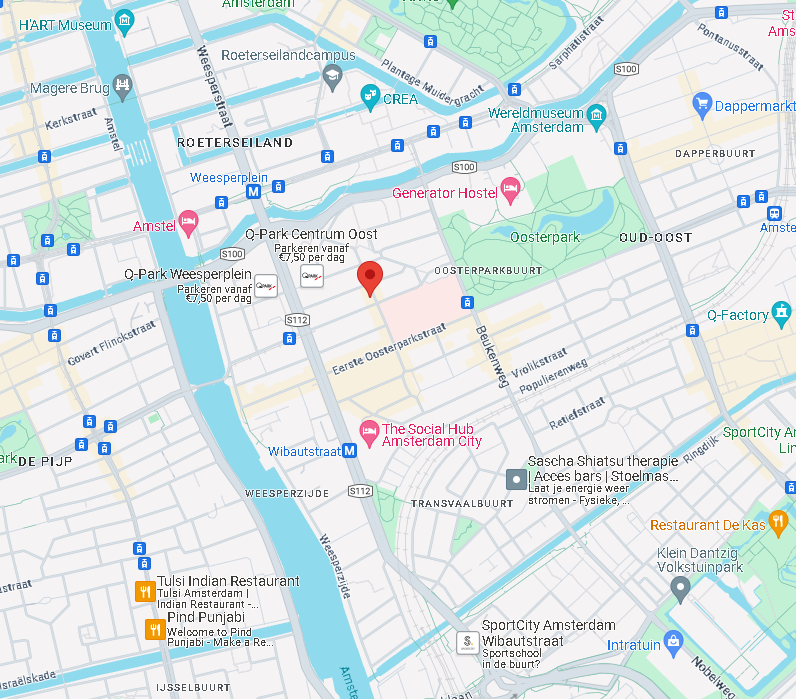 Amsterdam
H'ART Museum
Roeterseilandcampus
Weesperstraat
Sarphatistraat
Pontanusstraat
S100
Plantage Muidergracht
Magere Brug
CREA
Kerkstraat
Amstel
Wereldmuseum
Amsterdam
Dappermarkt
ROETERSEILAND
DAPPERBUURT
S100
Weesperplein
Generator Hostel
Amstel
Q-Park Centrum Oost
Parkeren vanaf
€7,50 per dag
Oosterpark
OUD-OOST
S100
OOSTERPARKBUURT
Q-Park Weesperplein
Parkeren vanaf
€7,50 per dag
S112
Q-Factory
Govert Flinckstraat
Eerste Oosterparkstraat
Beukenweg
Vrolikstraat
Populierenweg
Retiefstraat
The Social Hub
Amsterdam City
Wibautstraat
Ringdijk
DE PIJP
Sascha Shiatsu therapie
| Acces bars | Stoelmas...
Laat je energie weer
stromen - Fysieke, ...
WEESPERZIJDE
S112
TRANSVAALBUURT
Restaurant De Kas
Weesperzijde
Klein Dantzig
Volkstuinpark
Tulsi Indian Restaurant
Tulsi Amsterdam |
Indian Restaurant -...
Pind Punjabi
Welcome to Pind
Punjabi - Make a Re...
SportCity Amsterdam
Wibautstraat
Sportschool
in de buurt?
Intratuin
Nobelweg
IJSSELBUURT